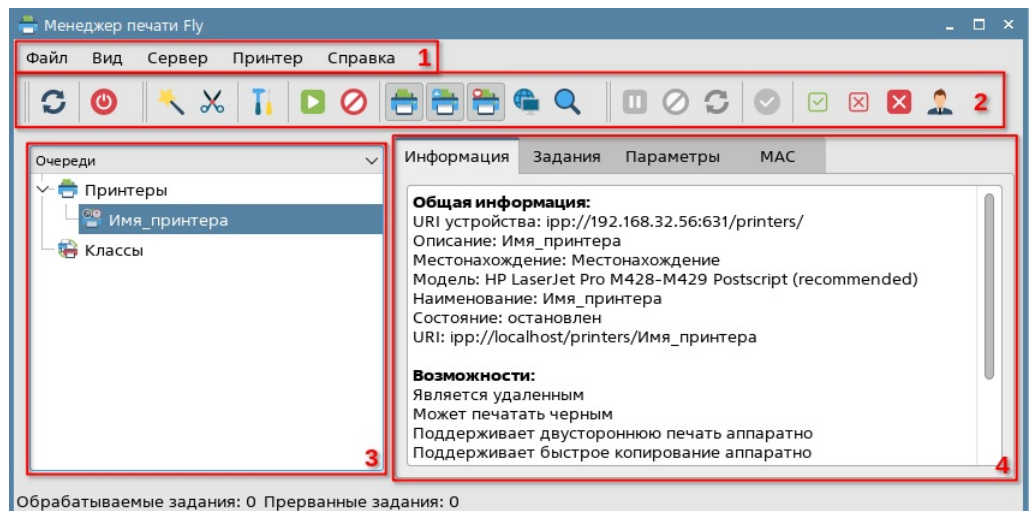 Менеджер печати Fly
Файл Вид Сервер Принтер Справка 1
2
Очереди
Принтеры
Имя_принтера
Классы
3
Информация Задания Параметры МАС
Общая информация:
URI устройства: ipp://192.168.32.56:631/printers/
Описание: Имя_принтера
Местонахождение: Местонахождение
Модель: HP LaserJet Pro M428-M429 Postscript (recommended)
Наименование: Имя_принтера
Состояние: остановлен
URI: ipp://localhost/printers/Имя_принтера
Возможности:
Является удаленным
Может печатать черным
Поддерживает двустороннюю печать аппаратно
Поддерживает быстрое копирование аппаратно
4
Обрабатываемые задания: 0 Прерванные задания: 0